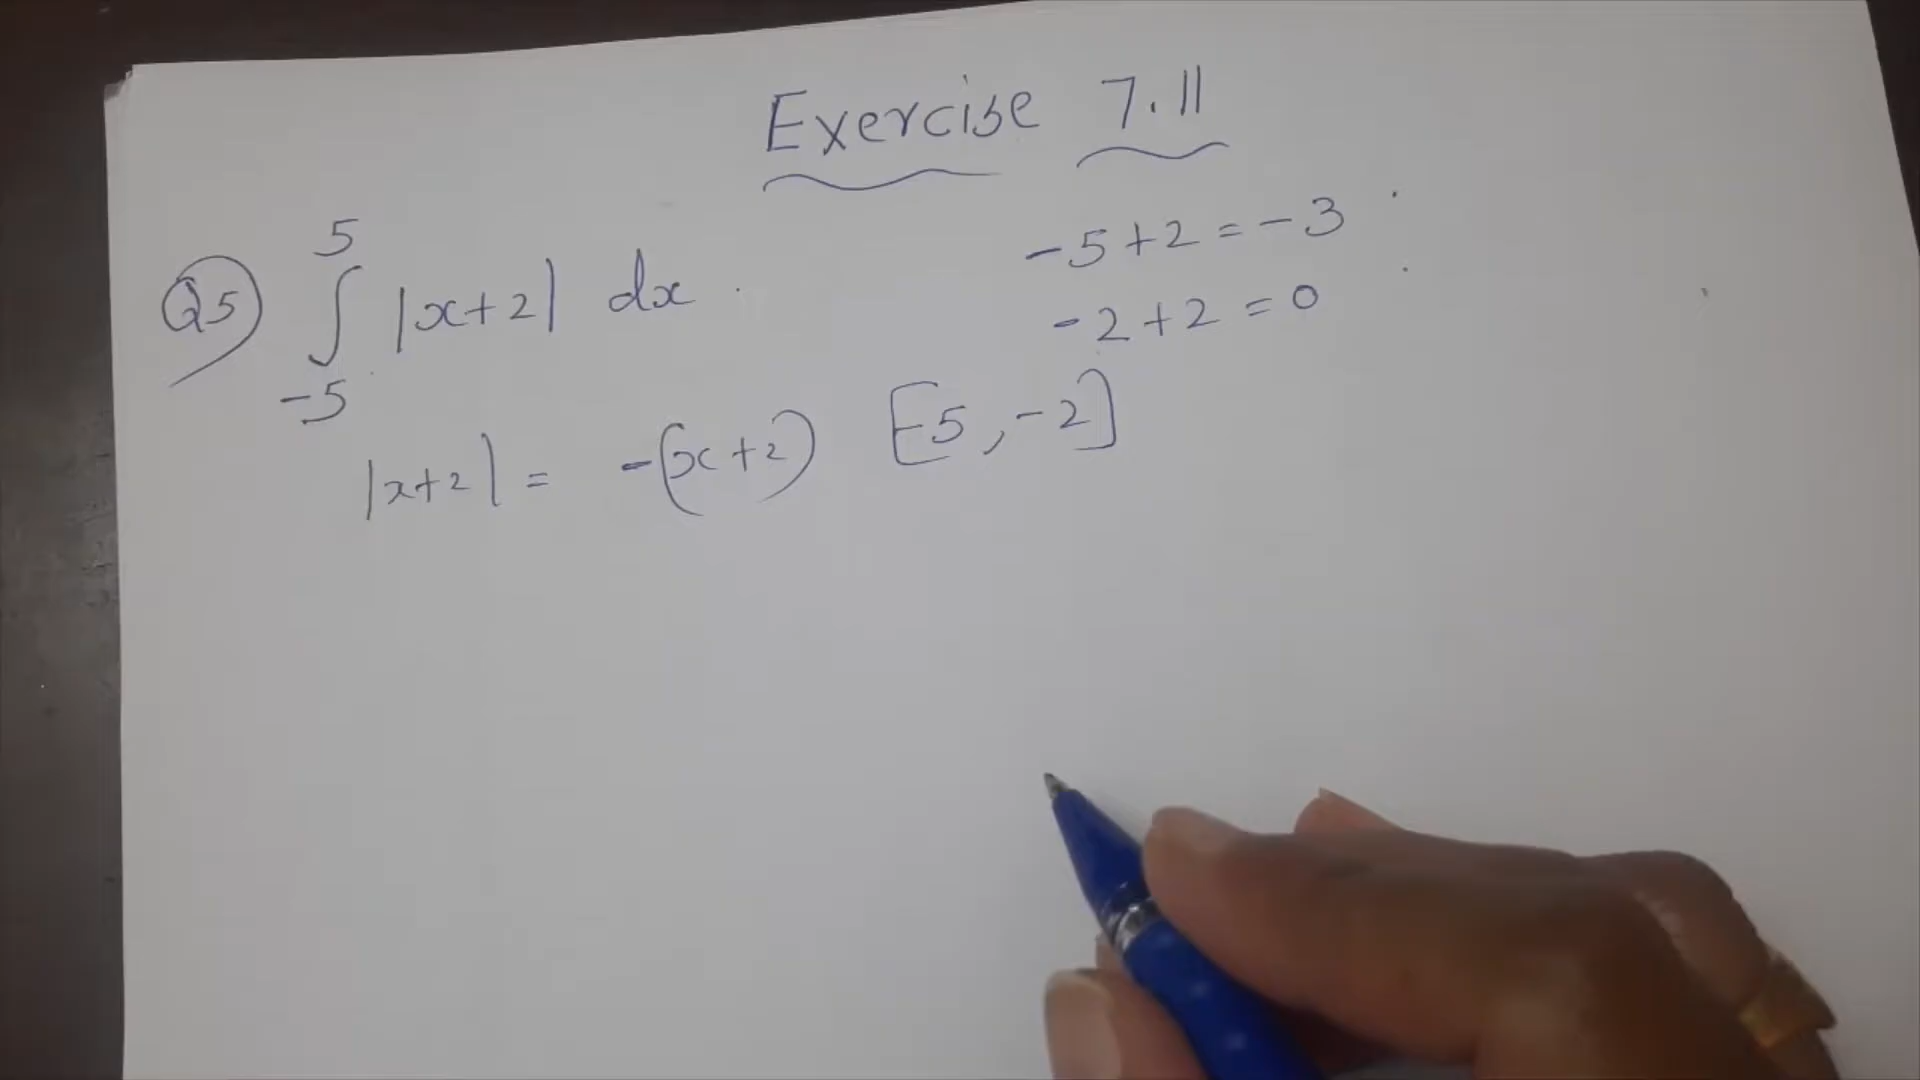 Exercise 7.11
Q5 ∫_{-5}^{5} |x+2| dx
-5+2=-3
-2+2=0
|x+2| = -(x+2) [-5,-2]